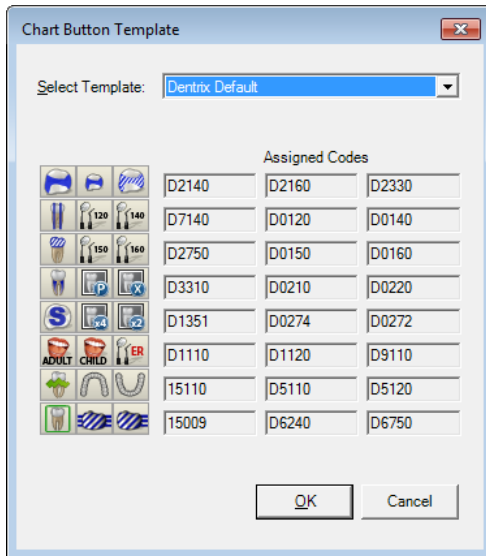 Chart Button Template
Select Template: Dentrix Default
Assigned Codes
D2140 D2160 D2330
120 140 D7140 D0120 D0140
150 160 D2750 D0150 D0160
P X D3310 D0210 D0220
S x4 x2 D1351 D0274 D0272
ADULT CHILD ER D1110 D1120 D9110
15110 D5110 D5120
15009 D6240 D6750
OK Cancel